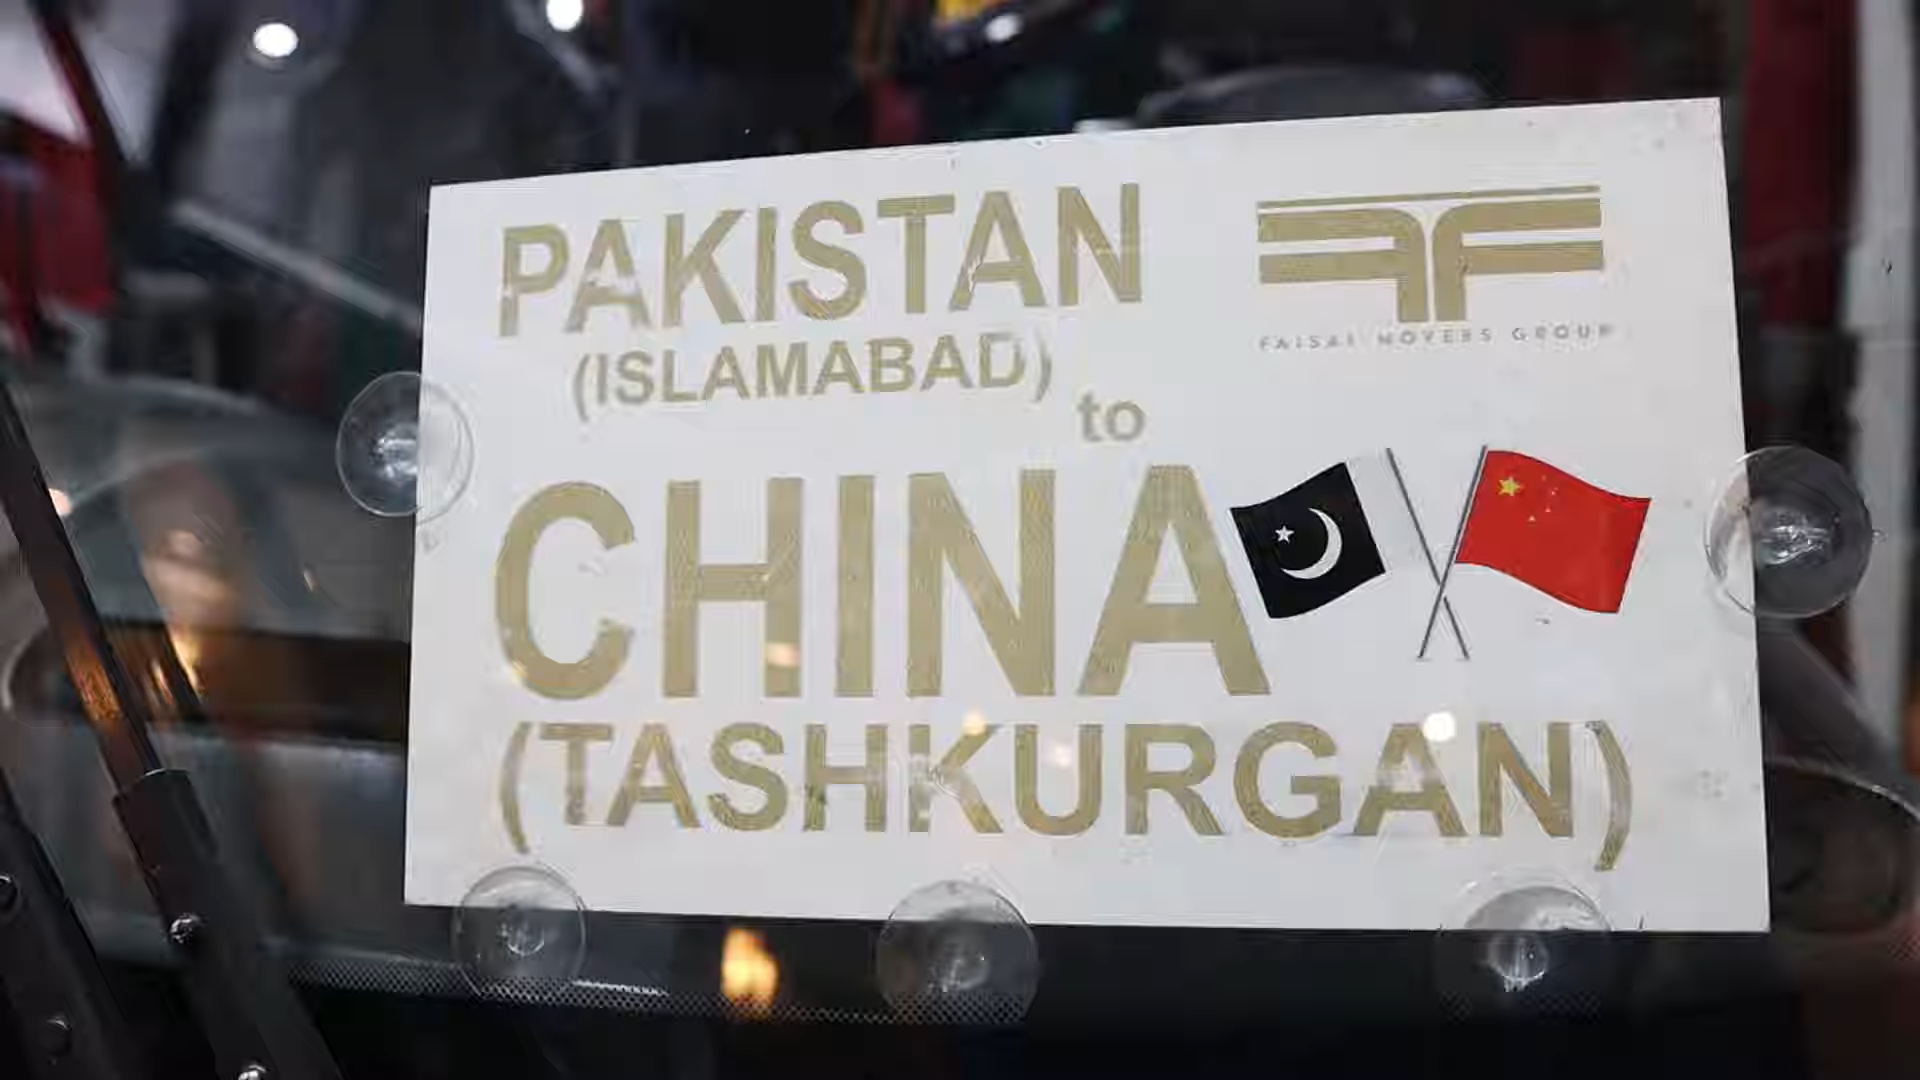 PAKISTAN
(ISLAMABAD)
to
CHINA
(TASHKURGAN)
FAISAL MOVERS GROUP